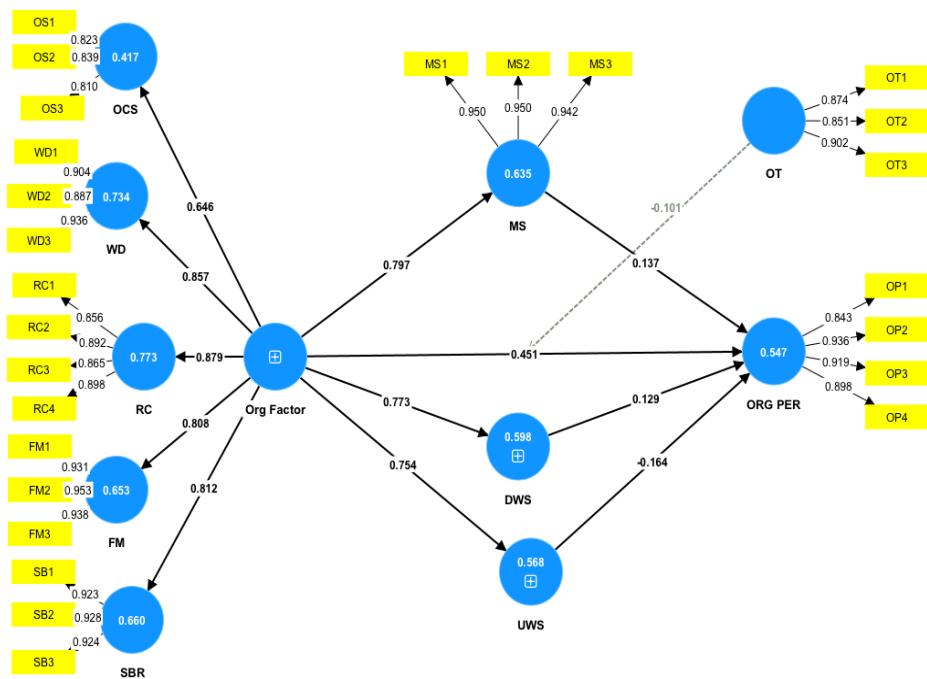 OS1
0.823
OS2
0.839
0.417
0.810
OS3
OCS
WD1
0.904
WD2
0.887
0.734
0.936
WD3
WD
RC1
0.856
RC2
0.892
0.773
RC3
0.865
0.898
RC4
RC
FM1
0.931
FM2
0.953
0.653
0.938
FM3
FM
SB1
0.923
SB2
0.928
0.660
0.924
SB3
SBR
0.646
0.857
0.879
0.808
0.812
Org Factor
0.797
0.451
0.773
0.754
MS1
MS2
MS3
0.950
0.950
0.942
0.635
MS
0.137
-0.101
0.598
DWS
0.129
0.568
UWS
-0.164
OT
OT1
0.874
OT2
0.851
0.902
OT3
0.547
ORG PER
OP1
0.843
OP2
0.936
0.919
OP3
0.898
OP4